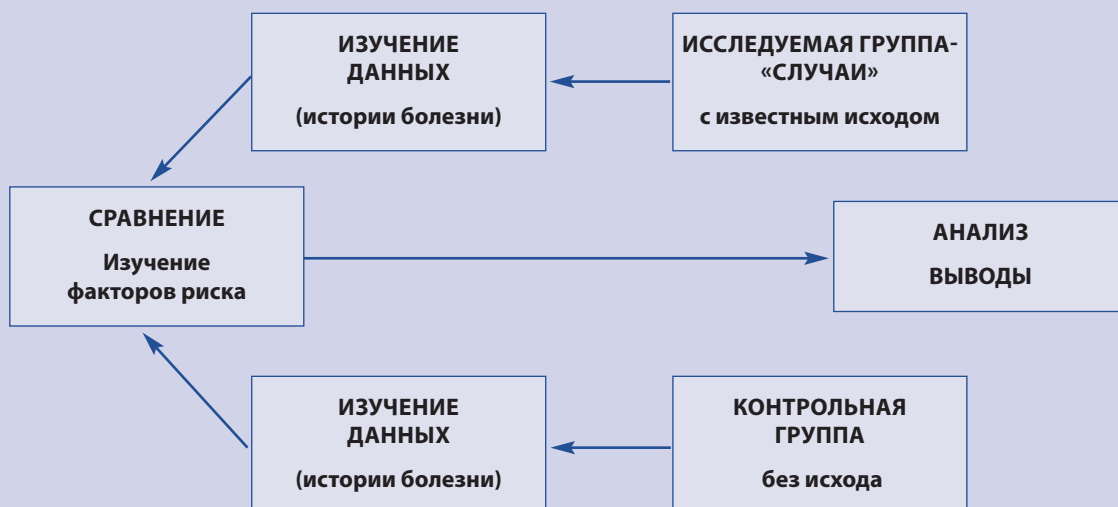 ИЗУЧЕНИЕ
ДАННЫХ
(истории болезни)
ИССЛЕДУЕМАЯ ГРУППА-
«СЛУЧАИ»
с известным исходом
СРАВНЕНИЕ
Изучение
факторов риска
АНАЛИЗ
ВЫВОДЫ
ИЗУЧЕНИЕ
ДАННЫХ
(истории болезни)
КОНТРОЛЬНАЯ
ГРУППА
без исхода